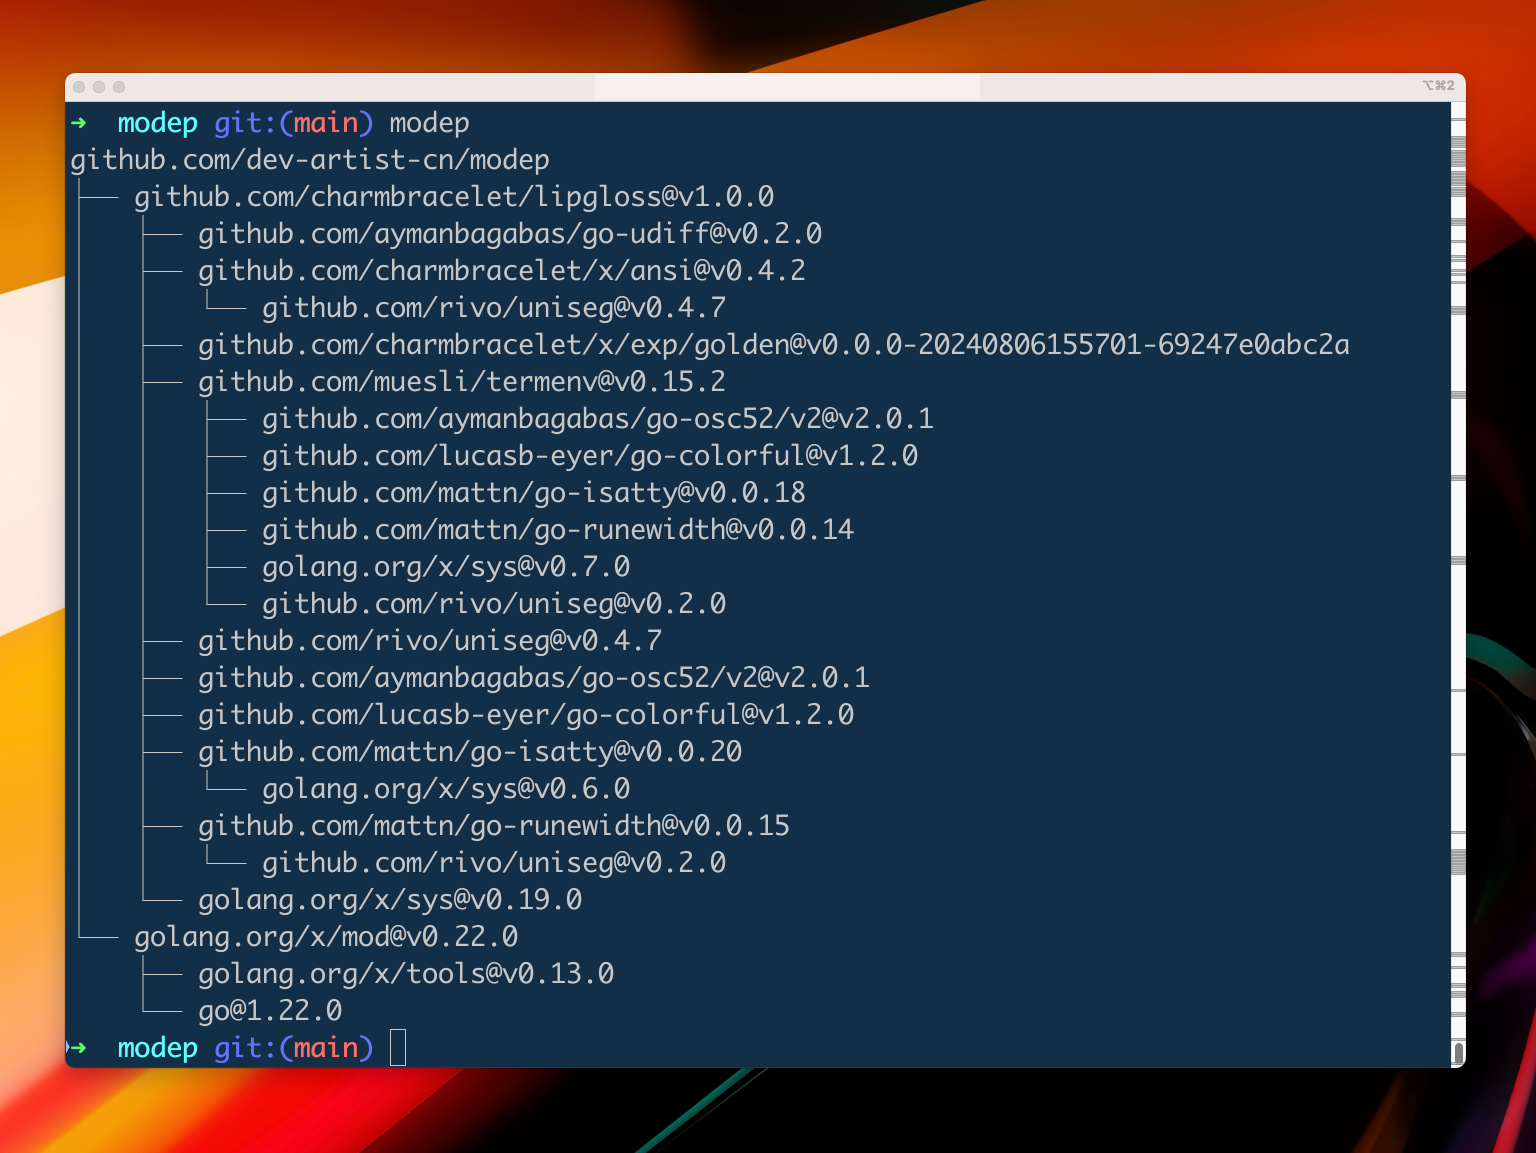 ⌥⌘2
➜ modep git:(main) modep
github.com/dev-artist-cn/modep
├── github.com/charmbracelet/lipgloss@v1.0.0
│   ├── github.com/aymanbagabas/go-udiff@v0.2.0
│   ├── github.com/charmbracelet/x/ansi@v0.4.2
│   │   └── github.com/rivo/uniseg@v0.4.7
│   ├── github.com/charmbracelet/x/exp/golden@v0.0.0-20240806155701-69247e0abc2a
│   ├── github.com/muesli/termenv@v0.15.2
│   │   ├── github.com/aymanbagabas/go-osc52/v2@v2.0.1
│   │   ├── github.com/lucasb-eyer/go-colorful@v1.2.0
│   │   ├── github.com/mattn/go-isatty@v0.0.18
│   │   ├── github.com/mattn/go-runewidth@v0.0.14
│   │   ├── golang.org/x/sys@v0.7.0
│   │   └── github.com/rivo/uniseg@v0.2.0
│   ├── github.com/rivo/uniseg@v0.4.7
│   ├── github.com/aymanbagabas/go-osc52/v2@v2.0.1
│   ├── github.com/lucasb-eyer/go-colorful@v1.2.0
│   ├── github.com/mattn/go-isatty@v0.0.20
│   │   └── golang.org/x/sys@v0.6.0
│   ├── github.com/mattn/go-runewidth@v0.0.15
│   │   └── github.com/rivo/uniseg@v0.2.0
│   └── golang.org/x/sys@v0.19.0
└── golang.org/x/mod@v0.22.0
    ├── golang.org/x/tools@v0.13.0
    └── go@1.22.0
➜ modep git:(main)